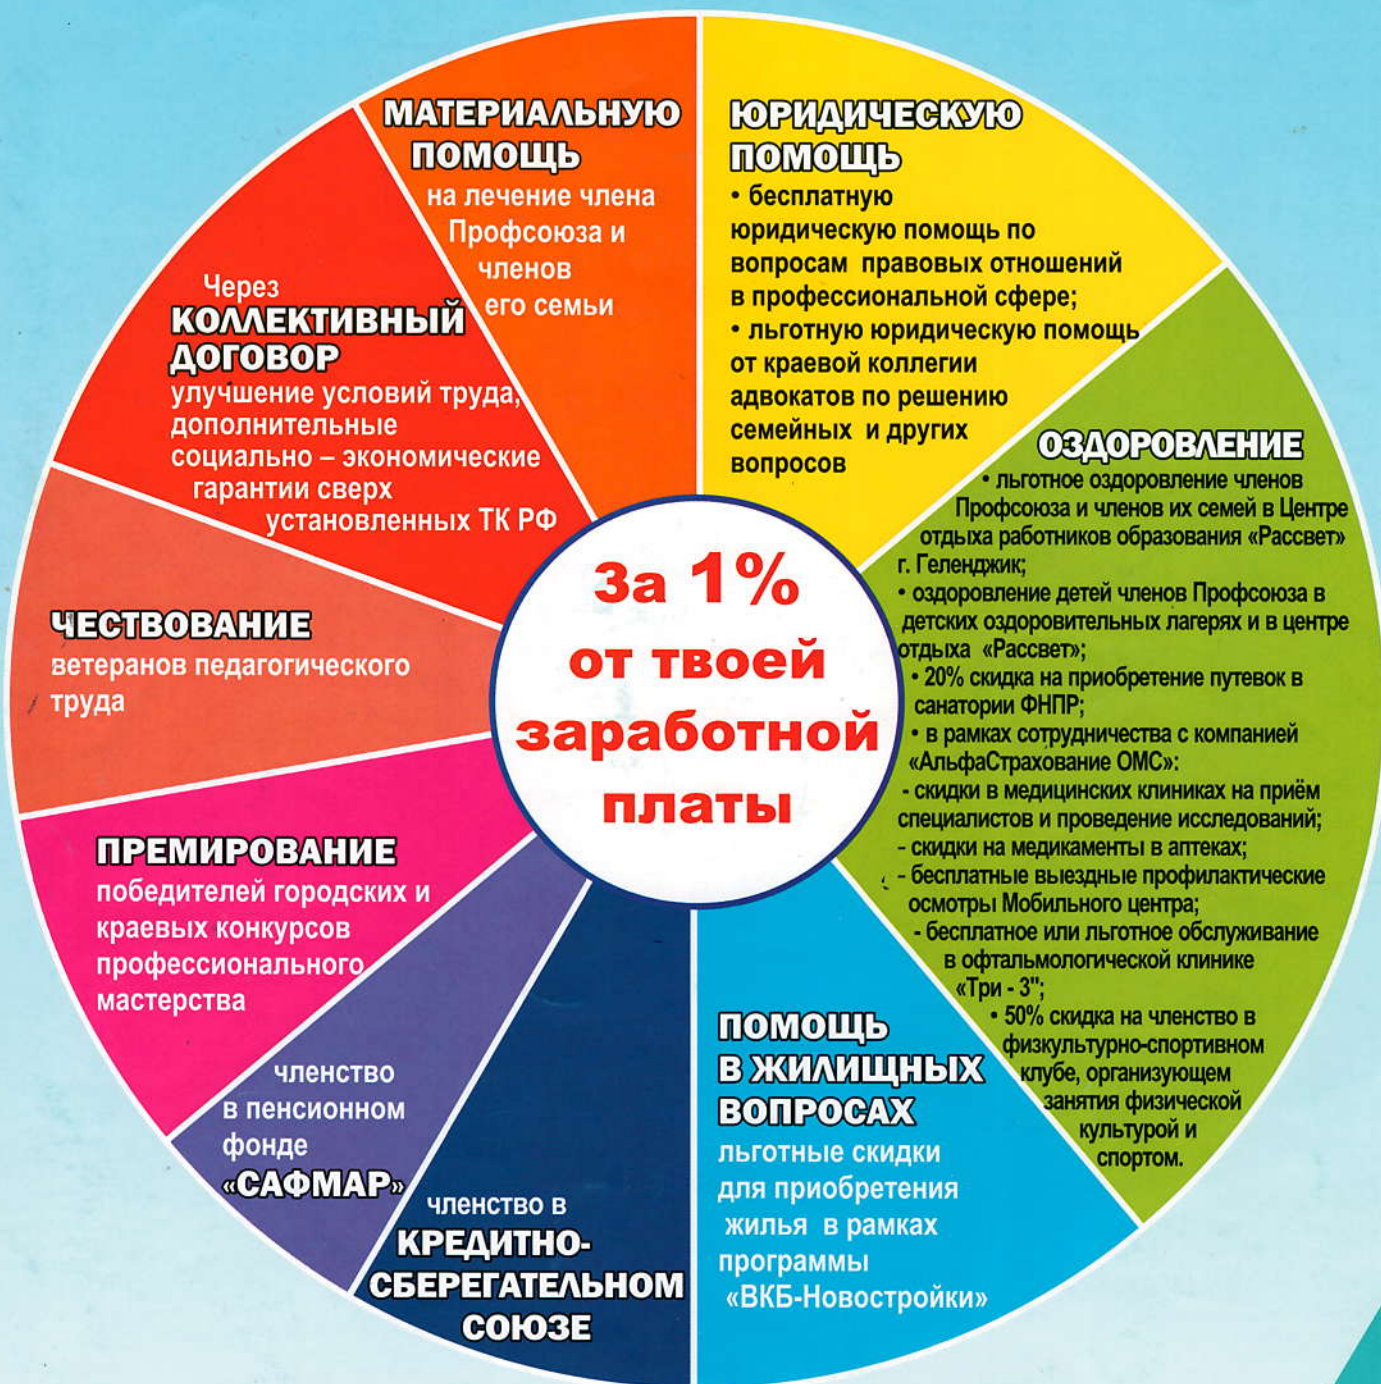 МАТЕРИАЛЬНУЮ
ПОМОЩЬ
на лечение члена
Профсоюза и
членов
его семьи
ЮРИДИЧЕСКУЮ
ПОМОЩЬ
• бесплатную
юридическую помощь по
вопросам правовых отношений
в профессиональной сфере;
• льготную юридическую помощь
от краевой коллегии
адвокатов по решению
семейных и других
вопросов
ОЗДОРОВЛЕНИЕ
• льготное оздоровление членов
Профсоюза и членов их семей в Центре
отдыха работников образования «Рассвет»
г. Геленджик;
• оздоровление детей членов Профсоюза в
детских оздоровительных лагерях и в центре
отдыха «Рассвет»;
• 20% скидка на приобретение путевок в
санатории ФНПР;
• в рамках сотрудничества с компанией
«АльфаСтрахование ОМС»:
- скидки в медицинских клиниках на приём
специалистов и проведение исследований;
- скидки на медикаменты в аптеках;
- бесплатные выездные профилактические
осмотры Мобильного центра;
- бесплатное или льготное обслуживание
в офтальмологической клинике
«Три - 3";
• 50% скидка на членство в
физкультурно-спортивном
клубе, организующем
занятия физической
культурой и
спортом.
ПОМОЩЬ
В ЖИЛИЩНЫХ
ВОПРОСАХ
льготные скидки
для приобретения
жилья в рамках
программы
«ВКБ-Новостройки»
членство в
КРЕДИТНО-
СБЕРЕГАТЕЛЬНОМ
СОЮЗЕ
членство
в пенсионном
фонде
«САФМАР»
ПРЕМИРОВАНИЕ
победителей городских и
краевых конкурсов
профессионального
мастерства
ЧЕСТВОВАНИЕ
ветеранов педагогического
труда
Через
КОЛЛЕКТИВНЫЙ
ДОГОВОР
улучшение условий труда,
дополнительные
социально – экономические
гарантии сверх
установленных ТК РФ
За 1%
от твоей
заработной
платы